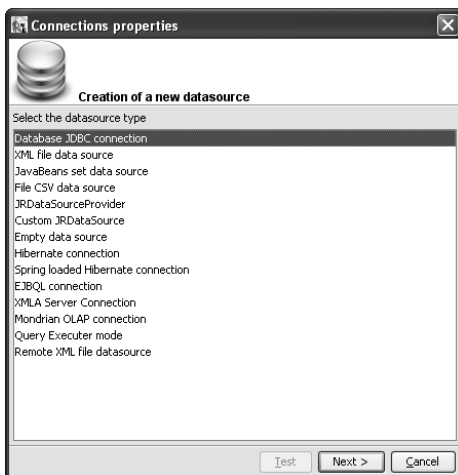 Connections properties
Creation of a new datasource
Select the datasource type
Database JDBC connection
XML file data source
JavaBeans set data source
File CSV data source
JRDataSourceProvider
Custom JRDataSource
Empty data source
Hibernate connection
Spring loaded Hibernate connection
EJBQL connection
XMLA Server Connection
Mondrian OLAP connection
Query Executer mode
Remote XML file datasource
Test Next > Cancel